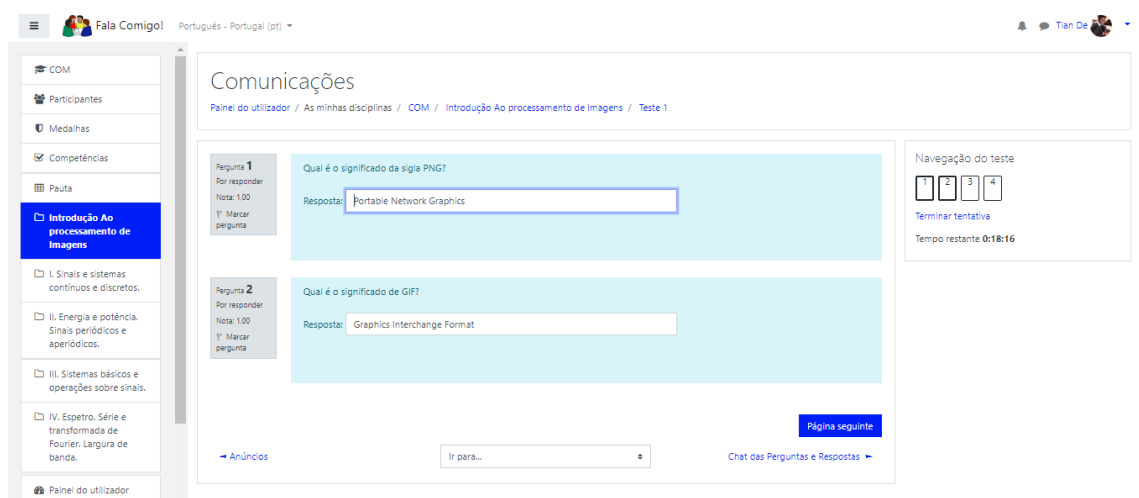 Fala Comigo!
Português - Portugal (pt)
Tian De
COM
Participantes
Medalhas
Competências
Pauta
Introdução Ao
processamento de
Imagens
I. Sinais e sistemas
contínuos e discretos.
II. Energia e potência.
Sinais periódicos e
aperiódicos.
III. Sistemas básicos e
operações sobre sinais.
IV. Espetro. Série e
transformada de
Fourier. Largura de
banda.
Painel do utilizador
Comunicações
Painel do utilizador / As minhas disciplinas / COM / Introdução Ao processamento de Imagens / Teste 1
Pergunta 1
Por responder
Nota: 1,00
Marcar
pergunta
Qual é o significado da sigla PNG?
Resposta: Portable Network Graphics
Pergunta 2
Por responder
Nota: 1,00
Marcar
pergunta
Qual é o significado de GIF?
Resposta: Graphics Interchange Format
Página seguinte
◄ Anúncios
Ir para...
Chat das Perguntas e Respostas ►
Navegação do teste
1 2 3 4
Terminar tentativa
Tempo restante 0:18:16